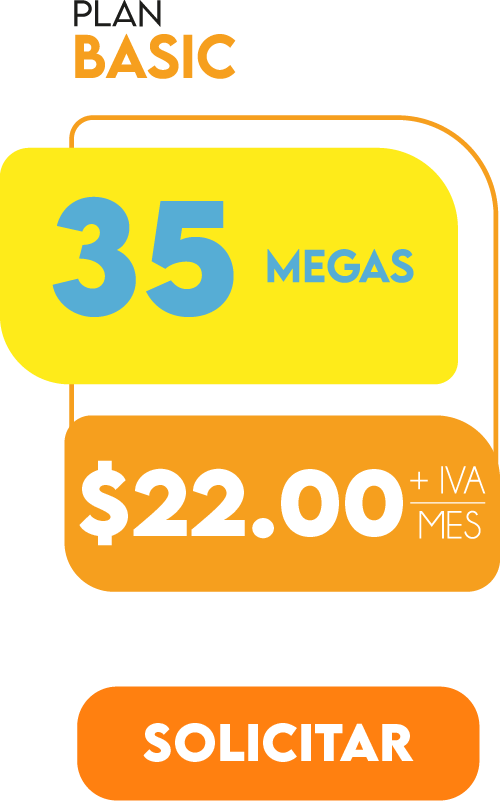 PLAN
BASIC
35 MEGAS
$22.00 + IVA
MES
SOLICITAR